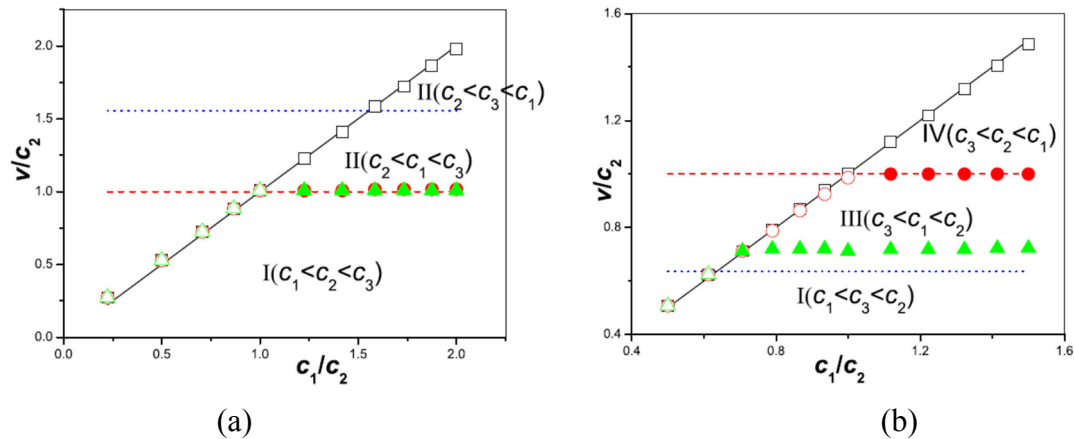 2.0
1.5
1.0
0.5
0.0
v/c2
II(c2<c3<c1)
II(c2<c1<c3)
I(c1<c2<c3)
0.0 0.5 1.0 1.5 2.0
c1/c2
(a)
1.6
1.2
0.8
0.4
v/c2
IV(c3<c2<c1)
III(c3<c1<c2)
I(c1<c3<c2)
0.4 0.8 1.2 1.6
c1/c2
(b)